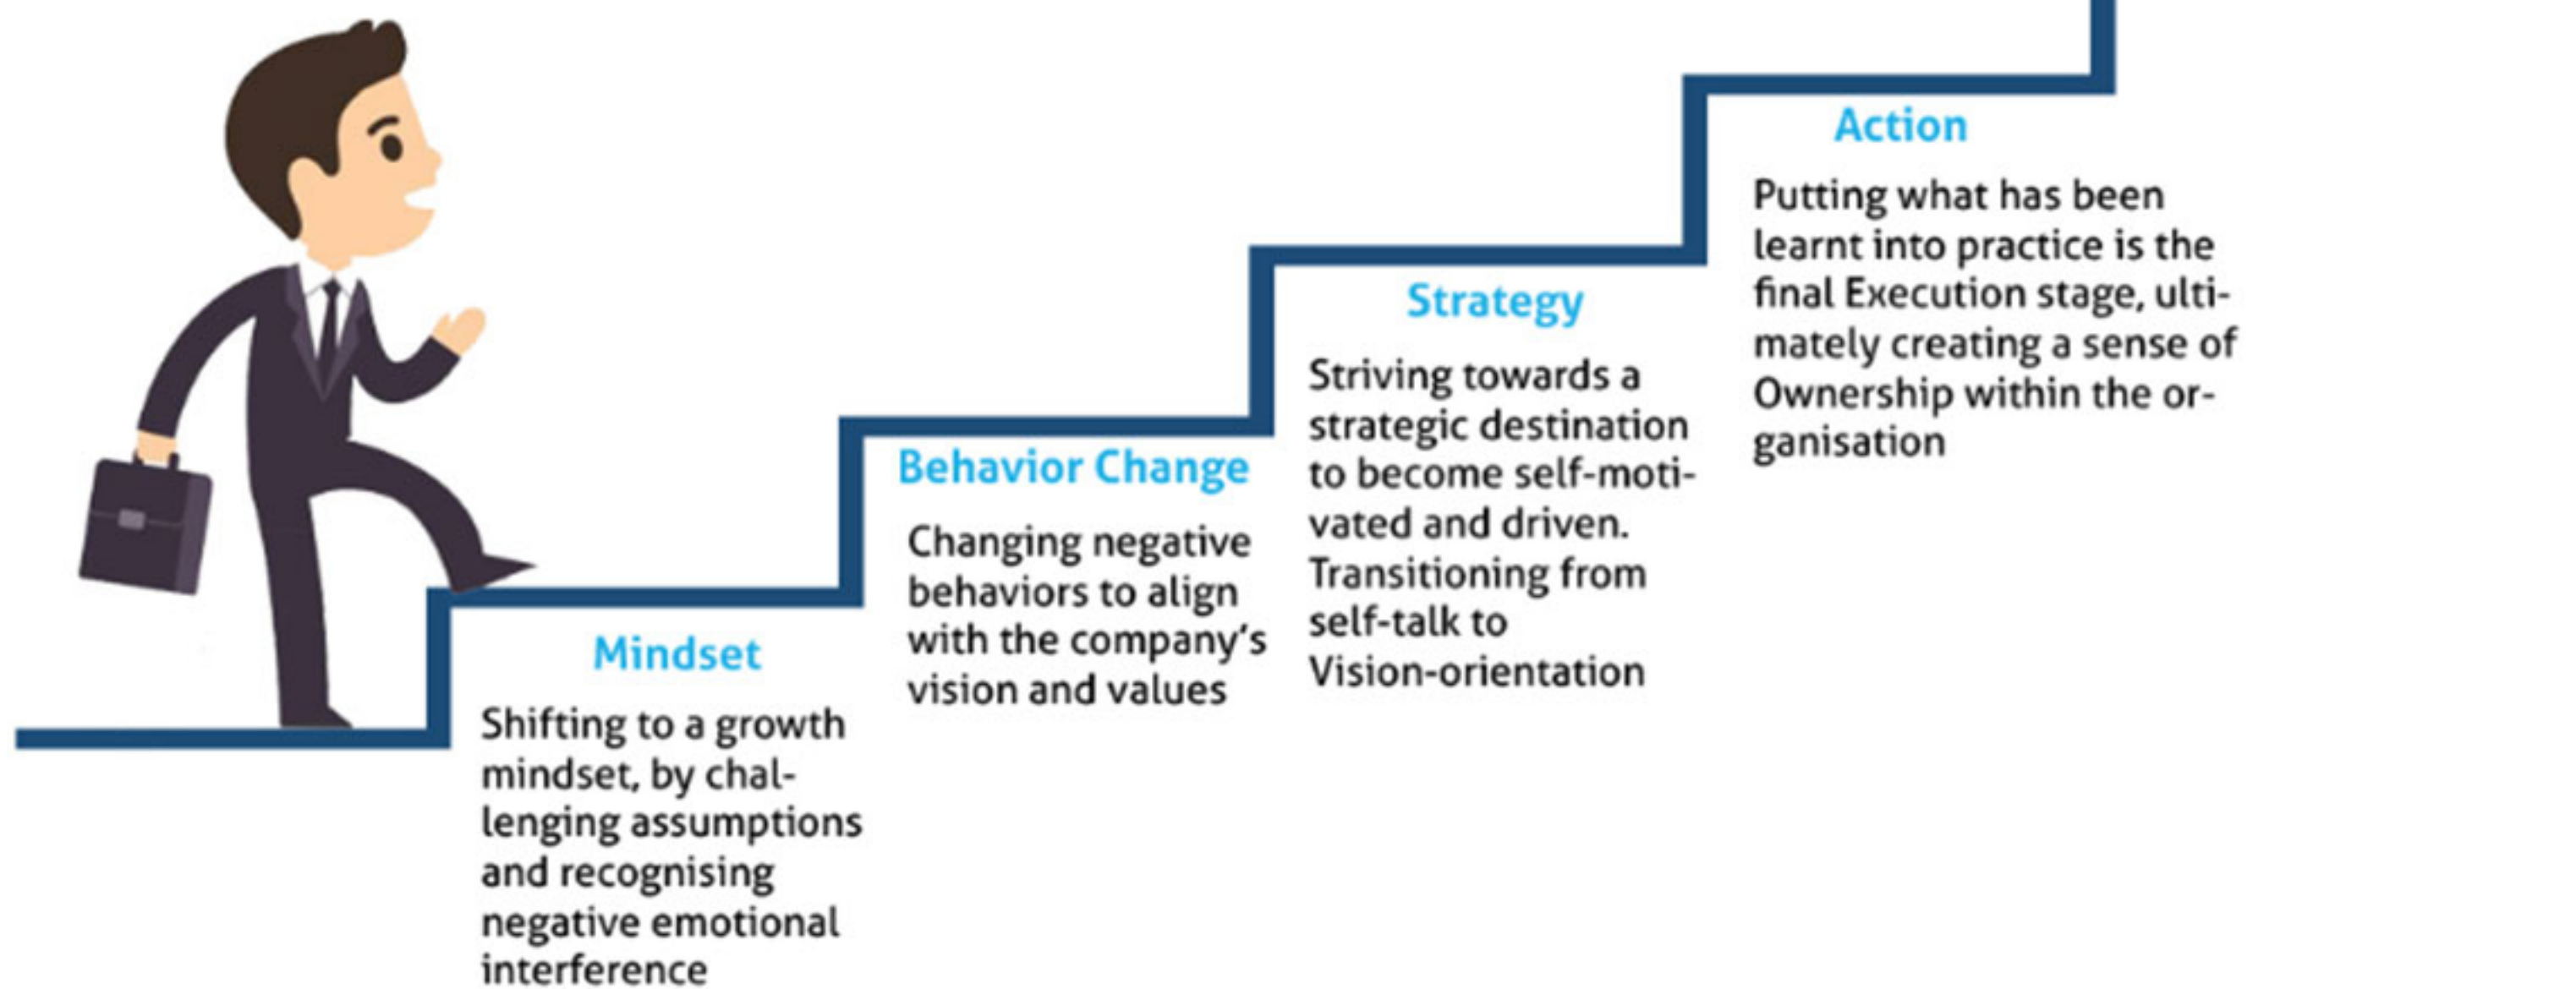 Mindset
Shifting to a growth
mindset, by chal-
lenging assumptions
and recognising
negative emotional
interference
Behavior Change
Changing negative
behaviors to align
with the company's
vision and values
Strategy
Striving towards a
strategic destination
to become self-moti-
vated and driven.
Transitioning from
self-talk to
Vision-orientation
Action
Putting what has been
learnt into practice is the
final Execution stage, ulti-
mately creating a sense of
Ownership within the or-
ganisation